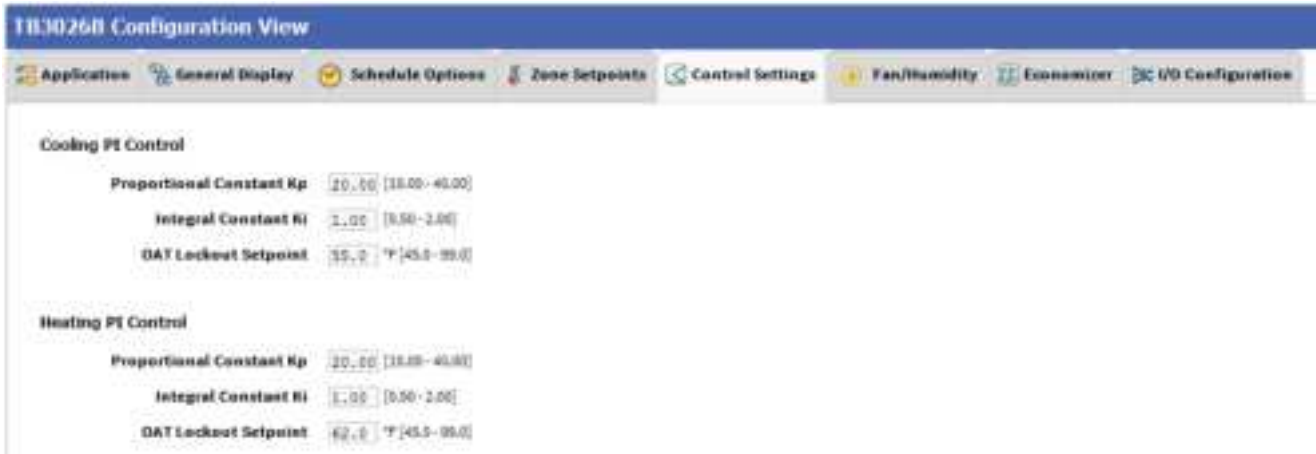 TB3026B Configuration View
Application General Display Schedule Options Zone Setpoints Control Settings Fan/Humidity Economizer I/O Configuration
Cooling PI Control
Proportional Constant Kp 20.00 [10.00 - 40.00]
Integral Constant Ki 1.00 [0.50 - 2.00]
OAT Lockout Setpoint 55.0 °F [45.0 - 99.0]
Heating PI Control
Proportional Constant Kp 20.00 [10.00 - 40.00]
Integral Constant Ki 1.00 [0.50 - 2.00]
OAT Lockout Setpoint 62.0 °F [45.0 - 99.0]